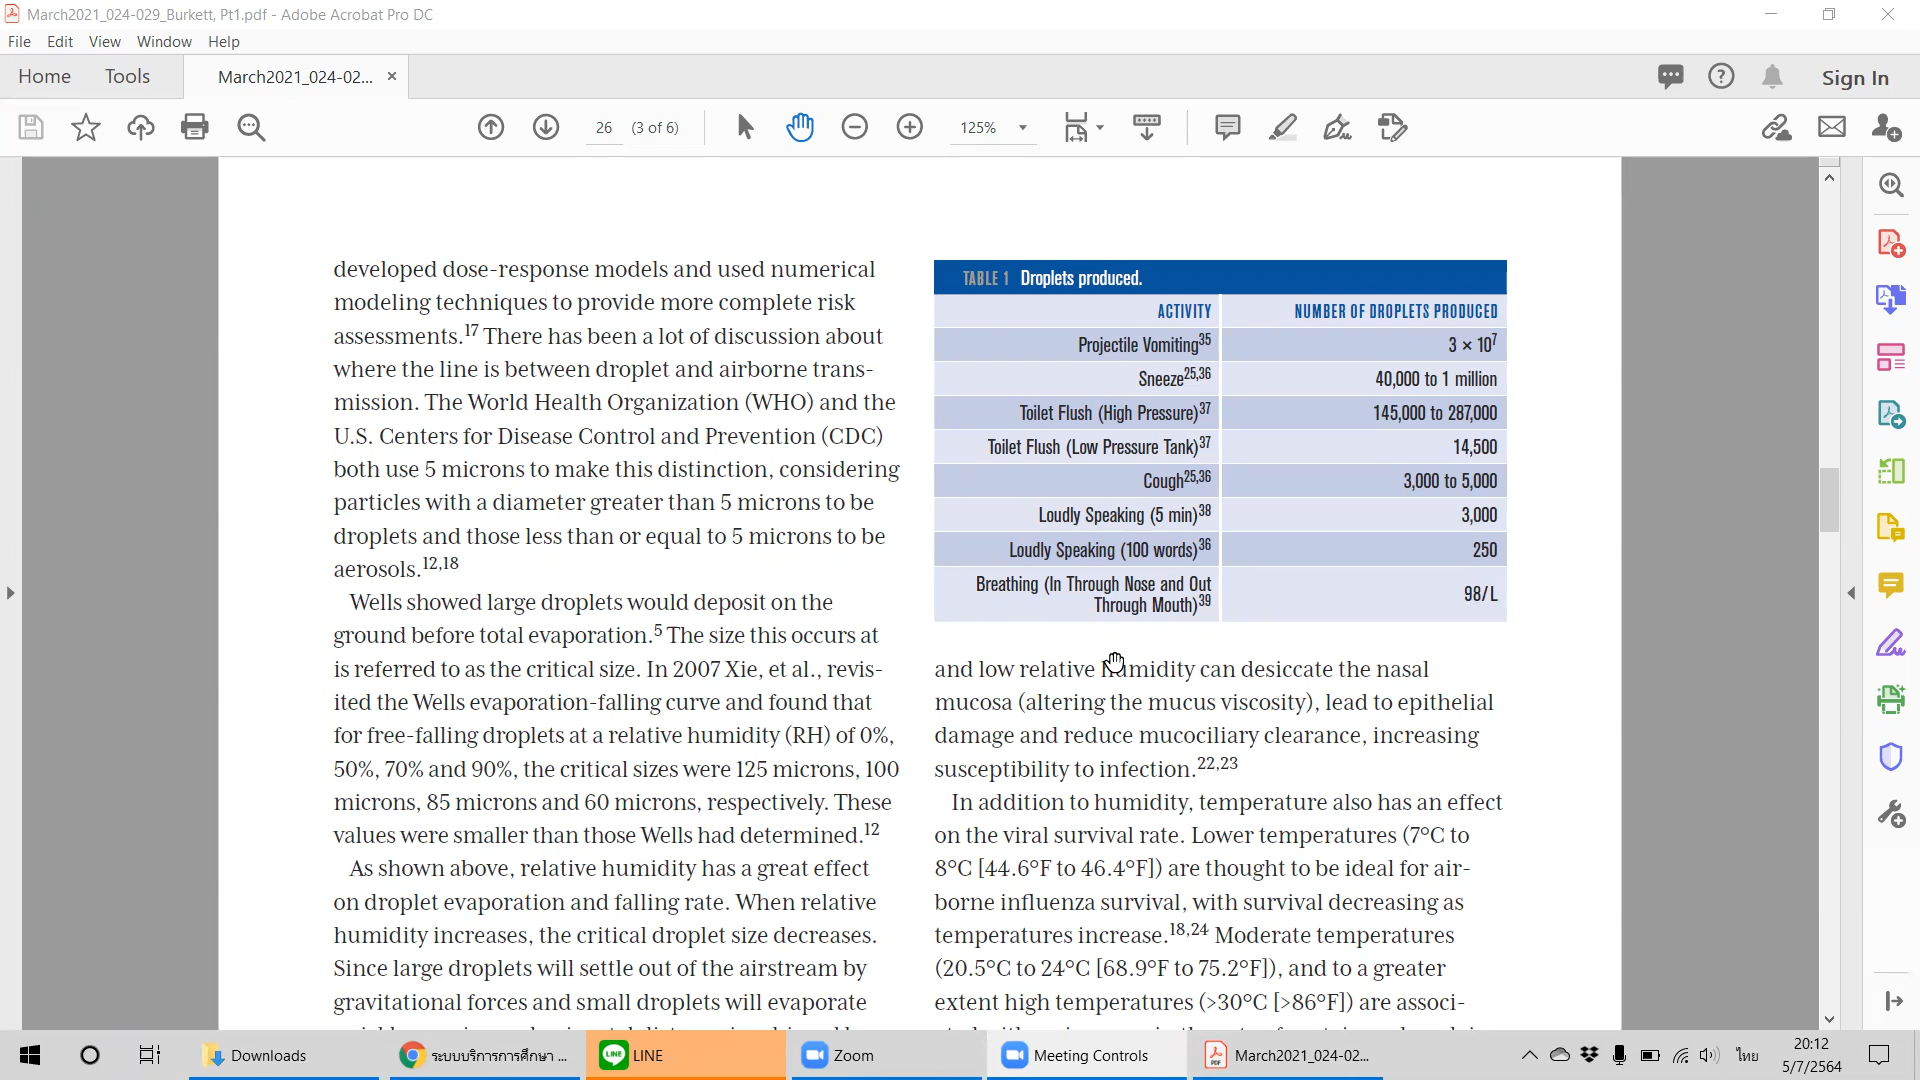 March2021_024-029_Burkett, Pt1.pdf - Adobe Acrobat Pro DC
File Edit View Window Help
Home Tools March2021_024-02... × Sign In
26 (3 of 6) 125%
developed dose-response models and used numerical
modeling techniques to provide more complete risk
assessments.17 There has been a lot of discussion about
where the line is between droplet and airborne trans-
mission. The World Health Organization (WHO) and the
U.S. Centers for Disease Control and Prevention (CDC)
both use 5 microns to make this distinction, considering
particles with a diameter greater than 5 microns to be
droplets and those less than or equal to 5 microns to be
aerosols.12,18
Wells showed large droplets would deposit on the
ground before total evaporation.5 The size this occurs at
is referred to as the critical size. In 2007 Xie, et al., revis-
ited the Wells evaporation-falling curve and found that
for free-falling droplets at a relative humidity (RH) of 0%,
50%, 70% and 90%, the critical sizes were 125 microns, 100
microns, 85 microns and 60 microns, respectively. These
values were smaller than those Wells had determined.12
As shown above, relative humidity has a great effect
on droplet evaporation and falling rate. When relative
humidity increases, the critical droplet size decreases.
Since large droplets will settle out of the airstream by
gravitational forces and small droplets will evaporate
TABLE 1 Droplets produced.
ACTIVITY NUMBER OF DROPLETS PRODUCED
Projectile Vomiting35 3 × 10^7
Sneeze25,36 40,000 to 1 million
Toilet Flush (High Pressure)37 145,000 to 287,000
Toilet Flush (Low Pressure Tank)37 14,500
Cough25,36 3,000 to 5,000
Loudly Speaking (5 min)38 3,000
Loudly Speaking (100 words)36 250
Breathing (In Through Nose and Out
Through Mouth)39 98/L
and low relative humidity can desiccate the nasal
mucosa (altering the mucus viscosity), lead to epithelial
damage and reduce mucociliary clearance, increasing
susceptibility to infection.22,23
In addition to humidity, temperature also has an effect
on the viral survival rate. Lower temperatures (7°C to
8°C [44.6°F to 46.4°F]) are thought to be ideal for air-
borne influenza survival, with survival decreasing as
temperatures increase.18,24 Moderate temperatures
(20.5°C to 24°C [68.9°F to 75.2°F]), and to a greater
extent high temperatures (>30°C [>86°F]) are associ-
Downloads ระบบบริการการศึกษา ... LINE Zoom Meeting Controls March2021_024-02... ไทย 20:12
5/7/2564